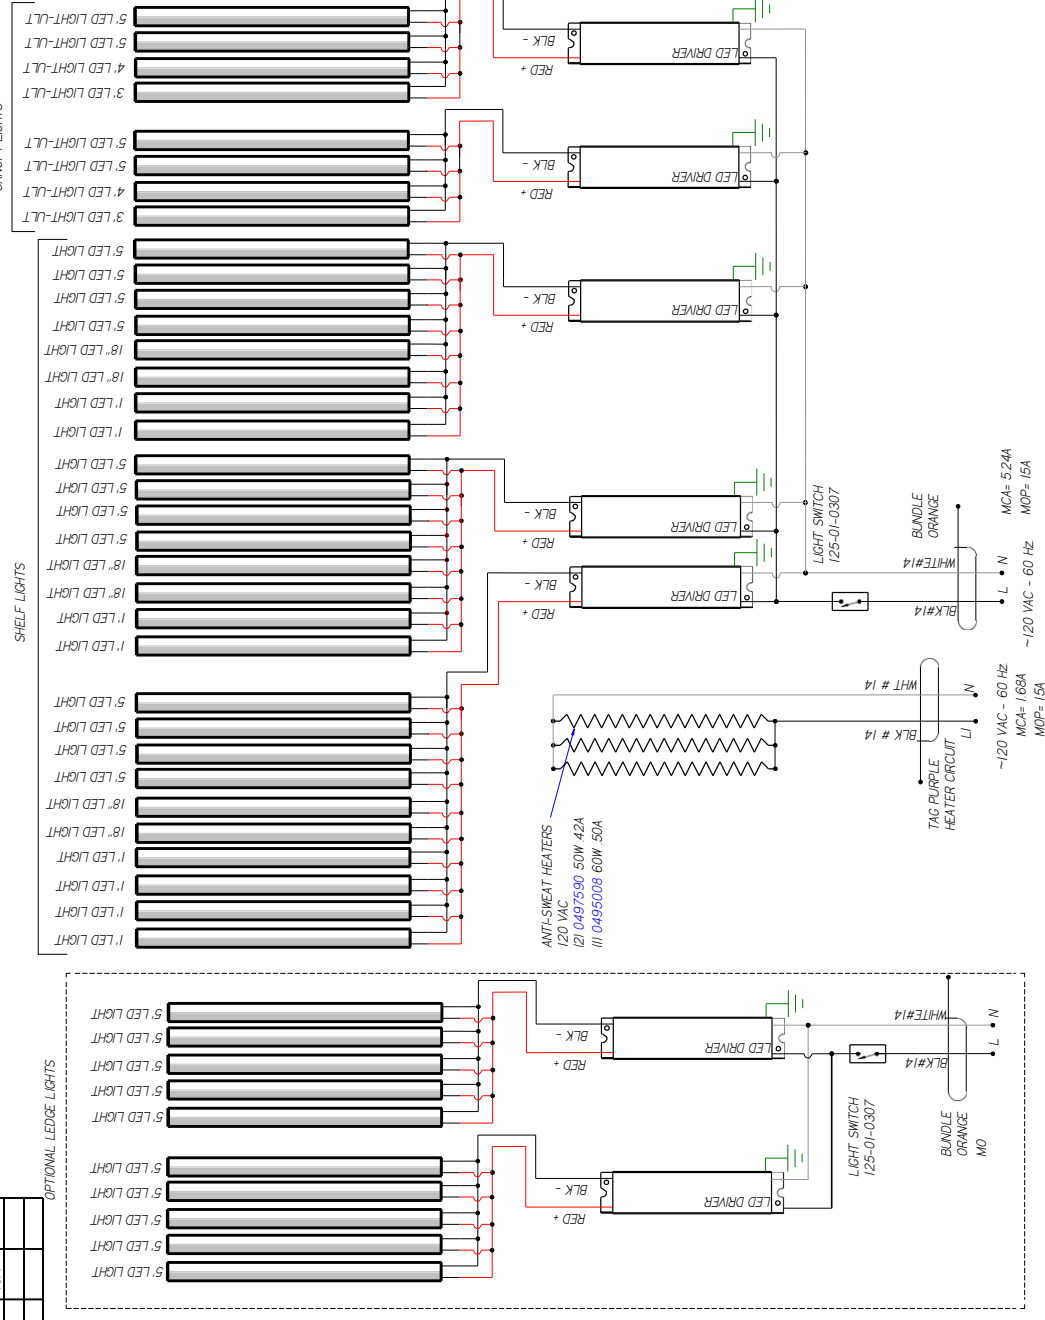 5' LED LIGHT-ULT
5' LED LIGHT-ULT
4' LED LIGHT-ULT
3' LED LIGHT-ULT
BLK -
RED +
LED DRIVER
5' LED LIGHT-ULT
5' LED LIGHT-ULT
4' LED LIGHT-ULT
3' LED LIGHT-ULT
BLK -
RED +
LED DRIVER
SHELF LIGHTS
5' LED LIGHT
5' LED LIGHT
5' LED LIGHT
5' LED LIGHT
18" LED LIGHT
18" LED LIGHT
1' LED LIGHT
1' LED LIGHT
BLK -
RED +
LED DRIVER
5' LED LIGHT
5' LED LIGHT
5' LED LIGHT
5' LED LIGHT
18" LED LIGHT
18" LED LIGHT
1' LED LIGHT
1' LED LIGHT
BLK -
RED +
LED DRIVER
BLK -
RED +
LED DRIVER
5' LED LIGHT
5' LED LIGHT
5' LED LIGHT
5' LED LIGHT
18" LED LIGHT
18" LED LIGHT
1' LED LIGHT
1' LED LIGHT
1' LED LIGHT
1' LED LIGHT
LIGHT SWITCH
125-01-0307
BUNDLE
ORANGE
WHITE#14
BLK#14
N
L
~120 VAC - 60 Hz
MCA= 5.24A
MOP= 15A
WHT # 14
BLK # 14
N
L1
TAG PURPLE
HEATER CIRCUIT
~120 VAC - 60 Hz
MCA= 1.68A
MOP= 15A
ANTI-SWEAT HEATERS
120 VAC
(2) 0497590 50W .42A
(1) 0495008 60W .50A
OPTIONAL LEDGE LIGHTS
5' LED LIGHT
5' LED LIGHT
5' LED LIGHT
5' LED LIGHT
5' LED LIGHT
BLK -
RED +
LED DRIVER
5' LED LIGHT
5' LED LIGHT
5' LED LIGHT
5' LED LIGHT
5' LED LIGHT
BLK -
RED +
LED DRIVER
WHITE#14
BLK#14
N
L
LIGHT SWITCH
125-01-0307
BUNDLE
ORANGE
MO